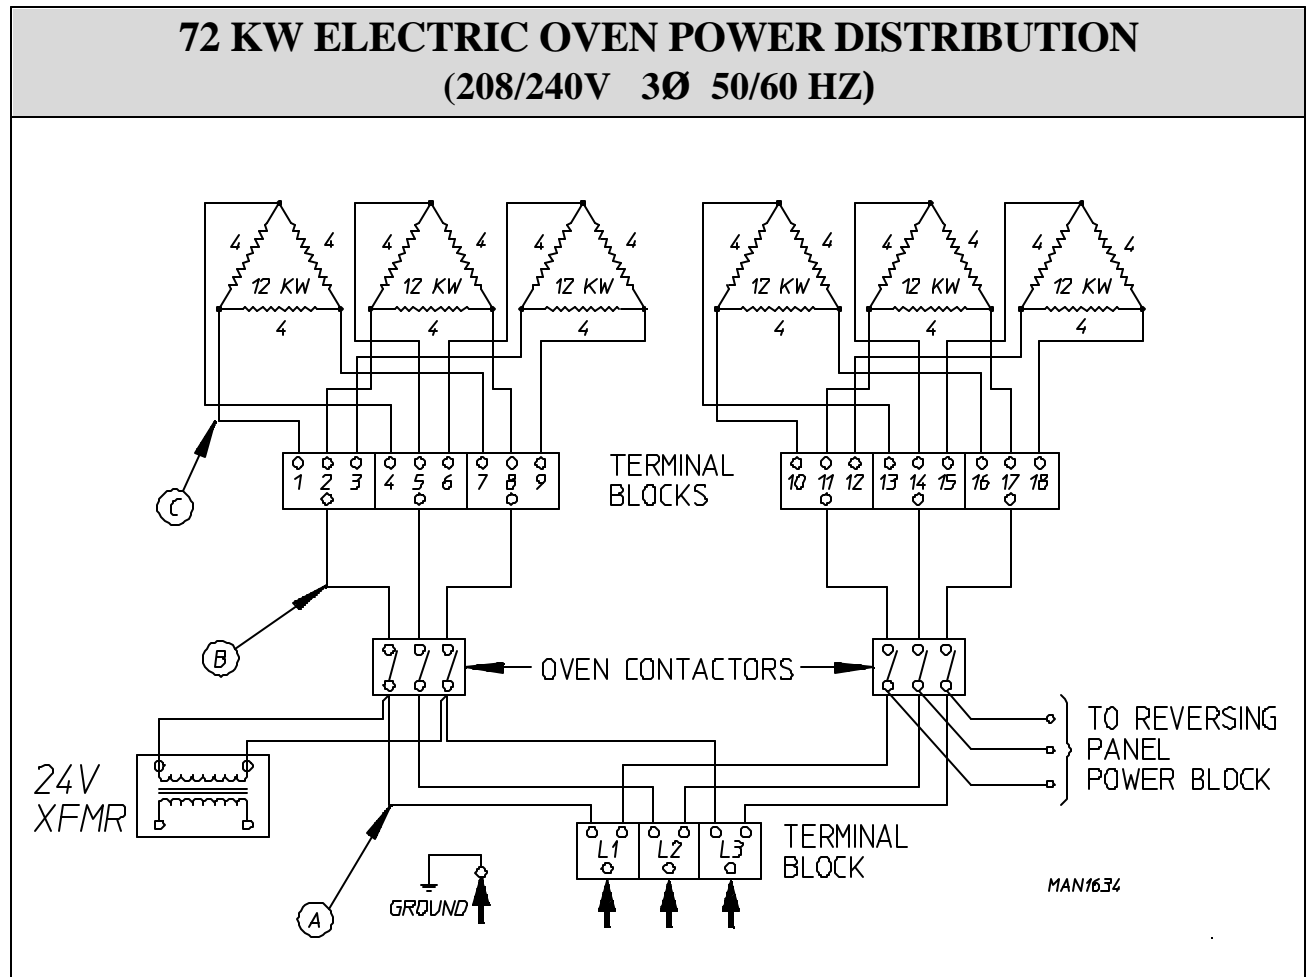 72 KW ELECTRIC OVEN POWER DISTRIBUTION
(208/240V 3Ø 50/60 HZ)
4 4 4 4 4 4 4 4 4 4 4 4
12 KW 12 KW 12 KW 12 KW 12 KW 12 KW
4 4 4 4 4 4
1 2 3 4 5 6 7 8 9
TERMINAL
BLOCKS
10 11 12 13 14 15 16 17 18
C
B
OVEN CONTACTORS
24V
XFMR
TO REVERSING
PANEL
POWER BLOCK
L1 L2 L3
TERMINAL
BLOCK
GROUND
A
MAN1634